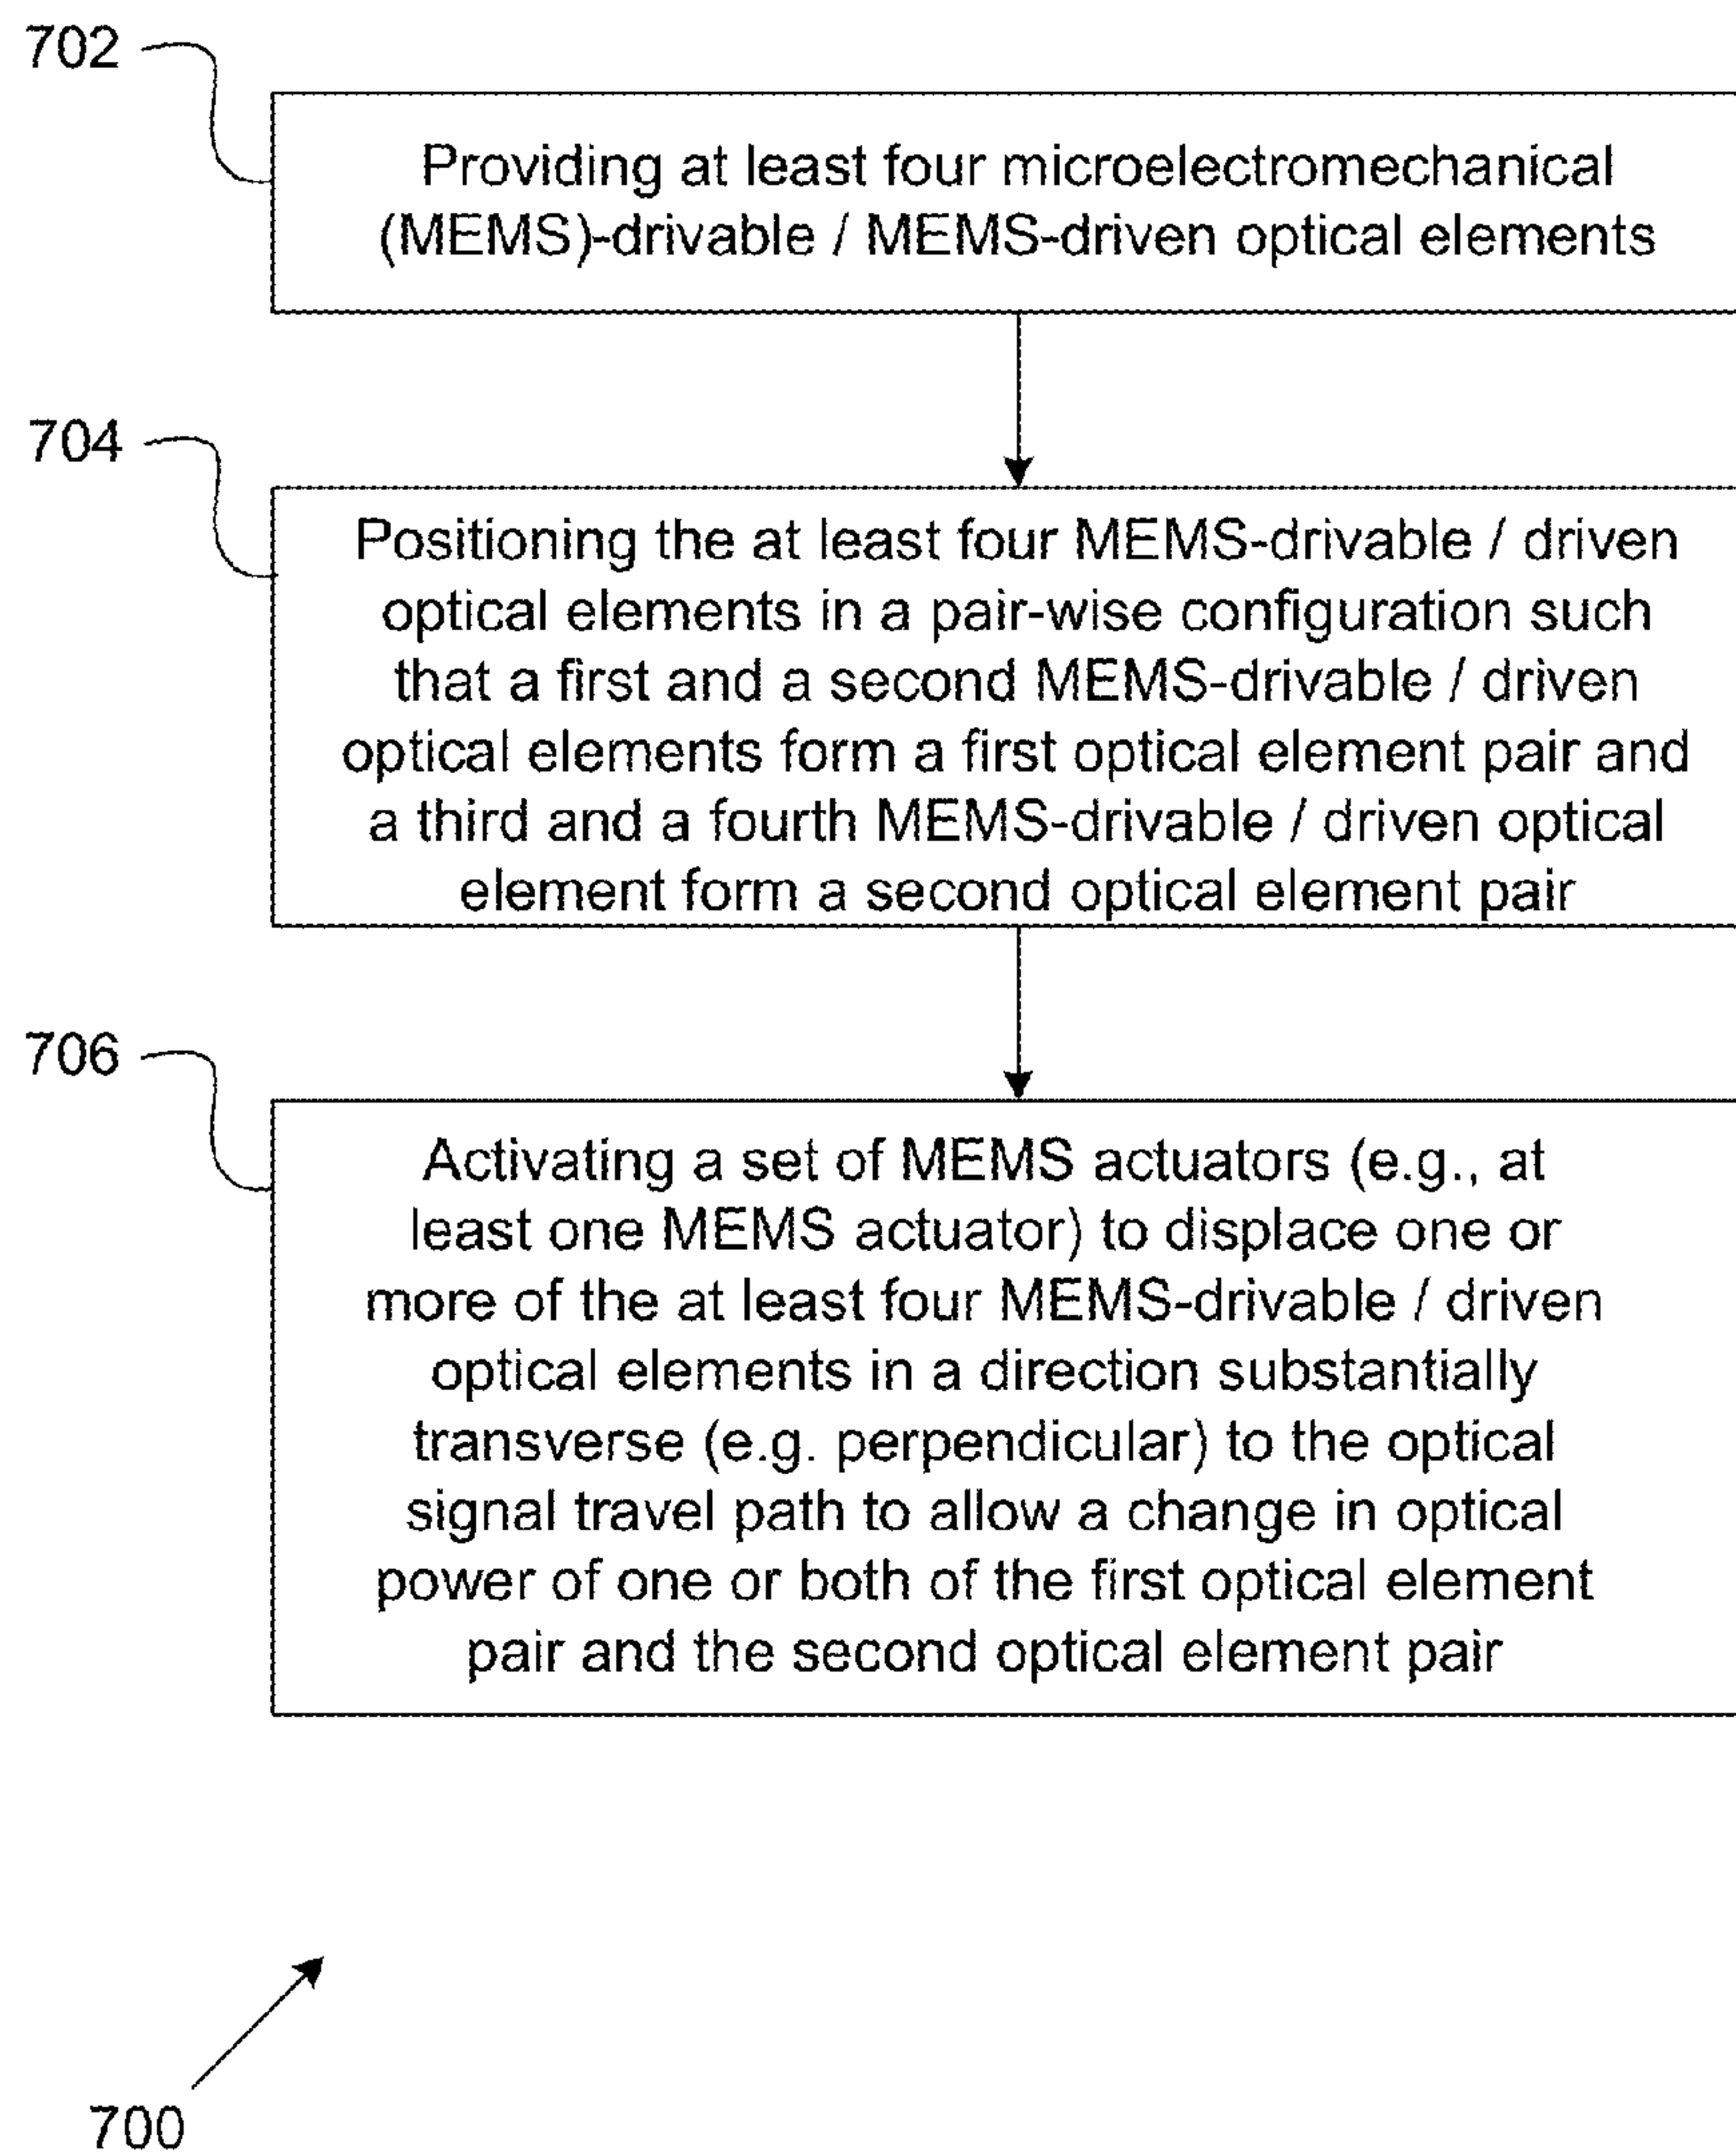 702
Providing at least four microelectromechanical
(MEMS)-drivable / MEMS-driven optical elements
704
Positioning the at least four MEMS-drivable / driven
optical elements in a pair-wise configuration such
that a first and a second MEMS-drivable / driven
optical elements form a first optical element pair and
a third and a fourth MEMS-drivable / driven optical
element form a second optical element pair
706
Activating a set of MEMS actuators (e.g., at
least one MEMS actuator) to displace one or
more of the at least four MEMS-drivable / driven
optical elements in a direction substantially
transverse (e.g. perpendicular) to the optical
signal travel path to allow a change in optical
power of one or both of the first optical element
pair and the second optical element pair
700